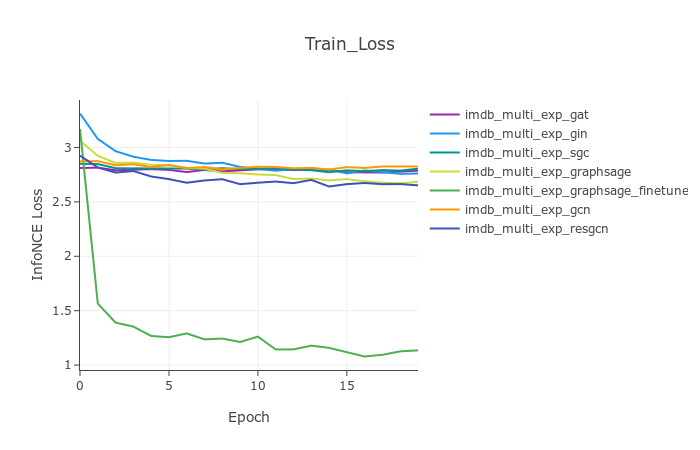 Train_Loss
InfoNCE Loss
3
2.5
2
1.5
1
0
5
10
15
Epoch
imdb_multi_exp_gat
imdb_multi_exp_gin
imdb_multi_exp_sgc
imdb_multi_exp_graphsage
imdb_multi_exp_graphsage_finetune
imdb_multi_exp_gcn
imdb_multi_exp_resgcn